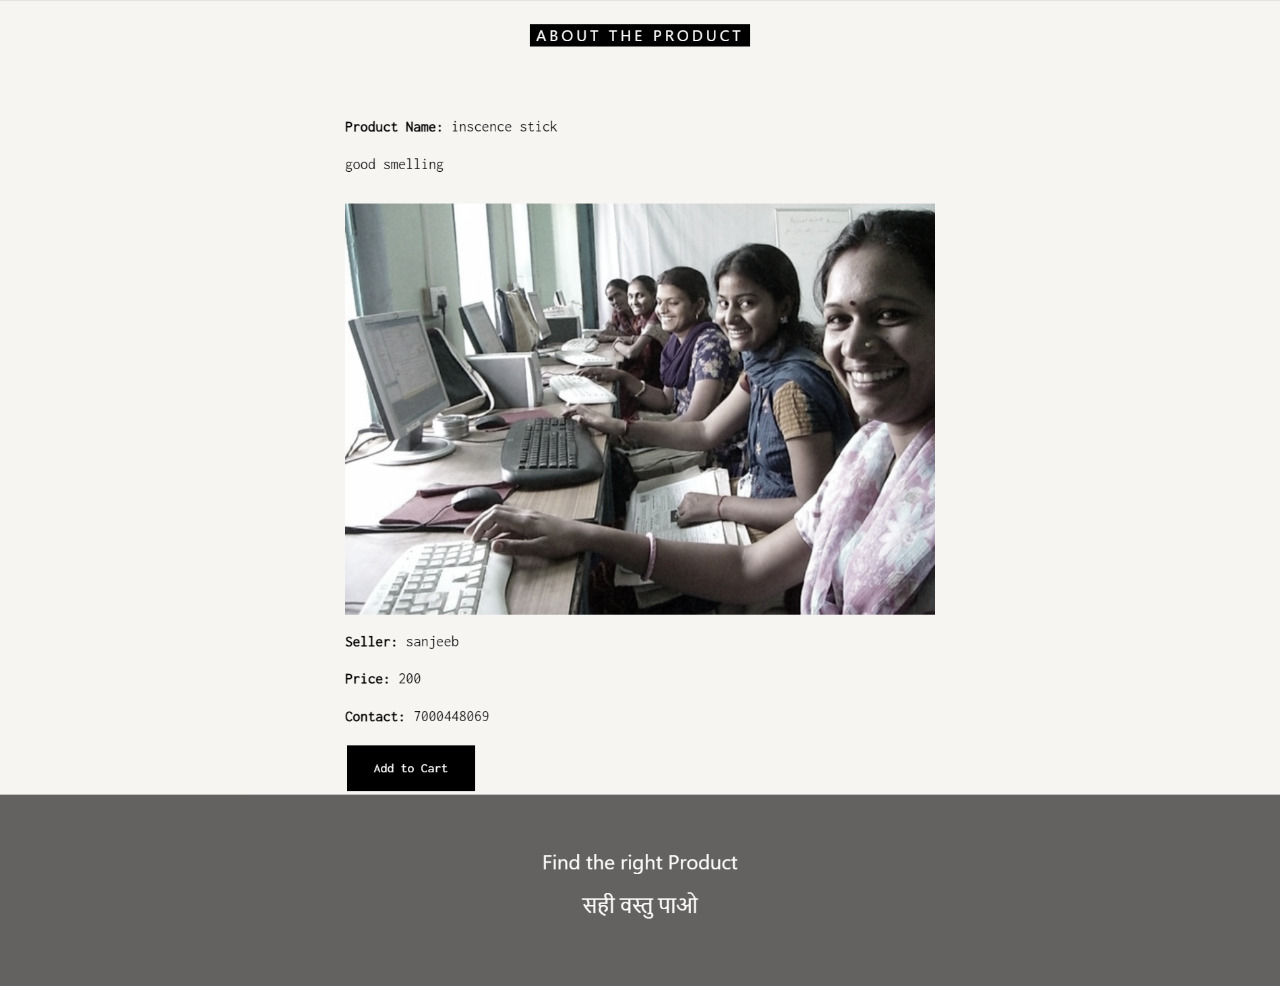 ABOUT THE PRODUCT
Product Name: inscence stick
good smelling
Seller: sanjeeb
Price: 200
Contact: 7000448069
Add to Cart
Find the right Product
सही वस्तु पाओ